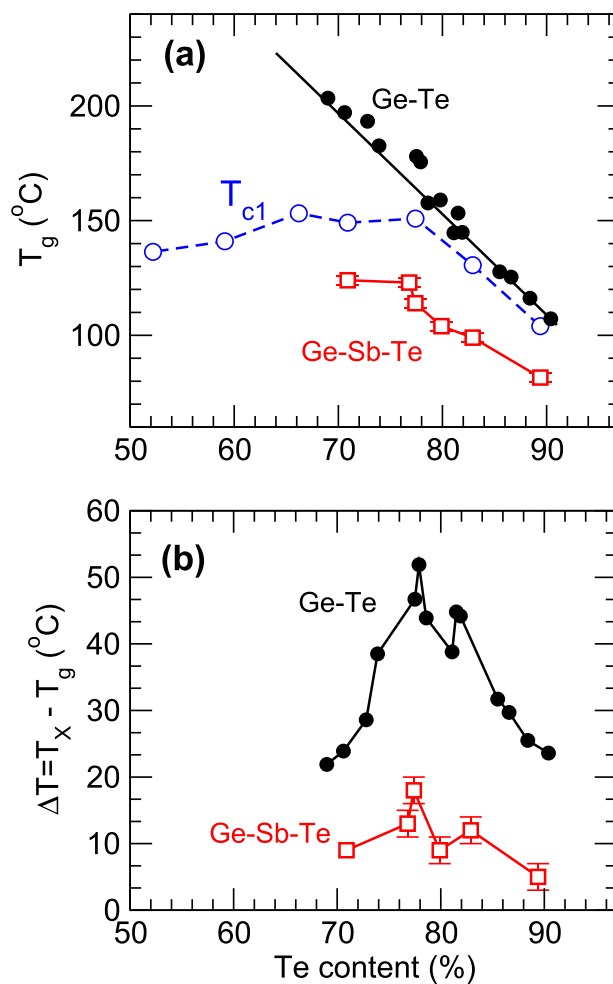 (a)
Ge-Te
200
T_c1
150
T_g (°C)
Ge-Sb-Te
100
50 60 70 80 90
60
(b)
50
Ge-Te
40
ΔT=T_X - T_g (°C)
30
20
Ge-Sb-Te
10
0
50 60 70 80 90
Te content (%)